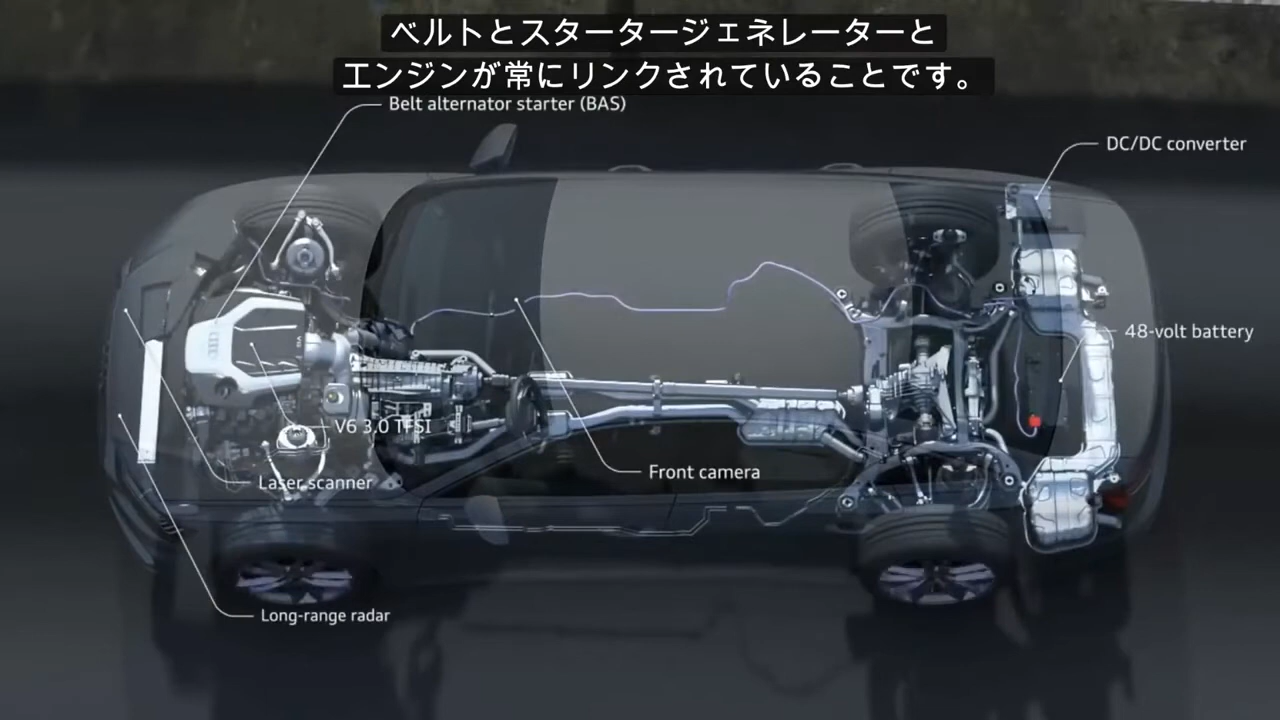 ベルトとスタータージェネレーターと
エンジンが常にリンクされていることです。
Belt alternator starter (BAS)
DC/DC converter
48-volt battery
V6 3.0 TFSI
Front camera
Laser scanner
Long-range radar